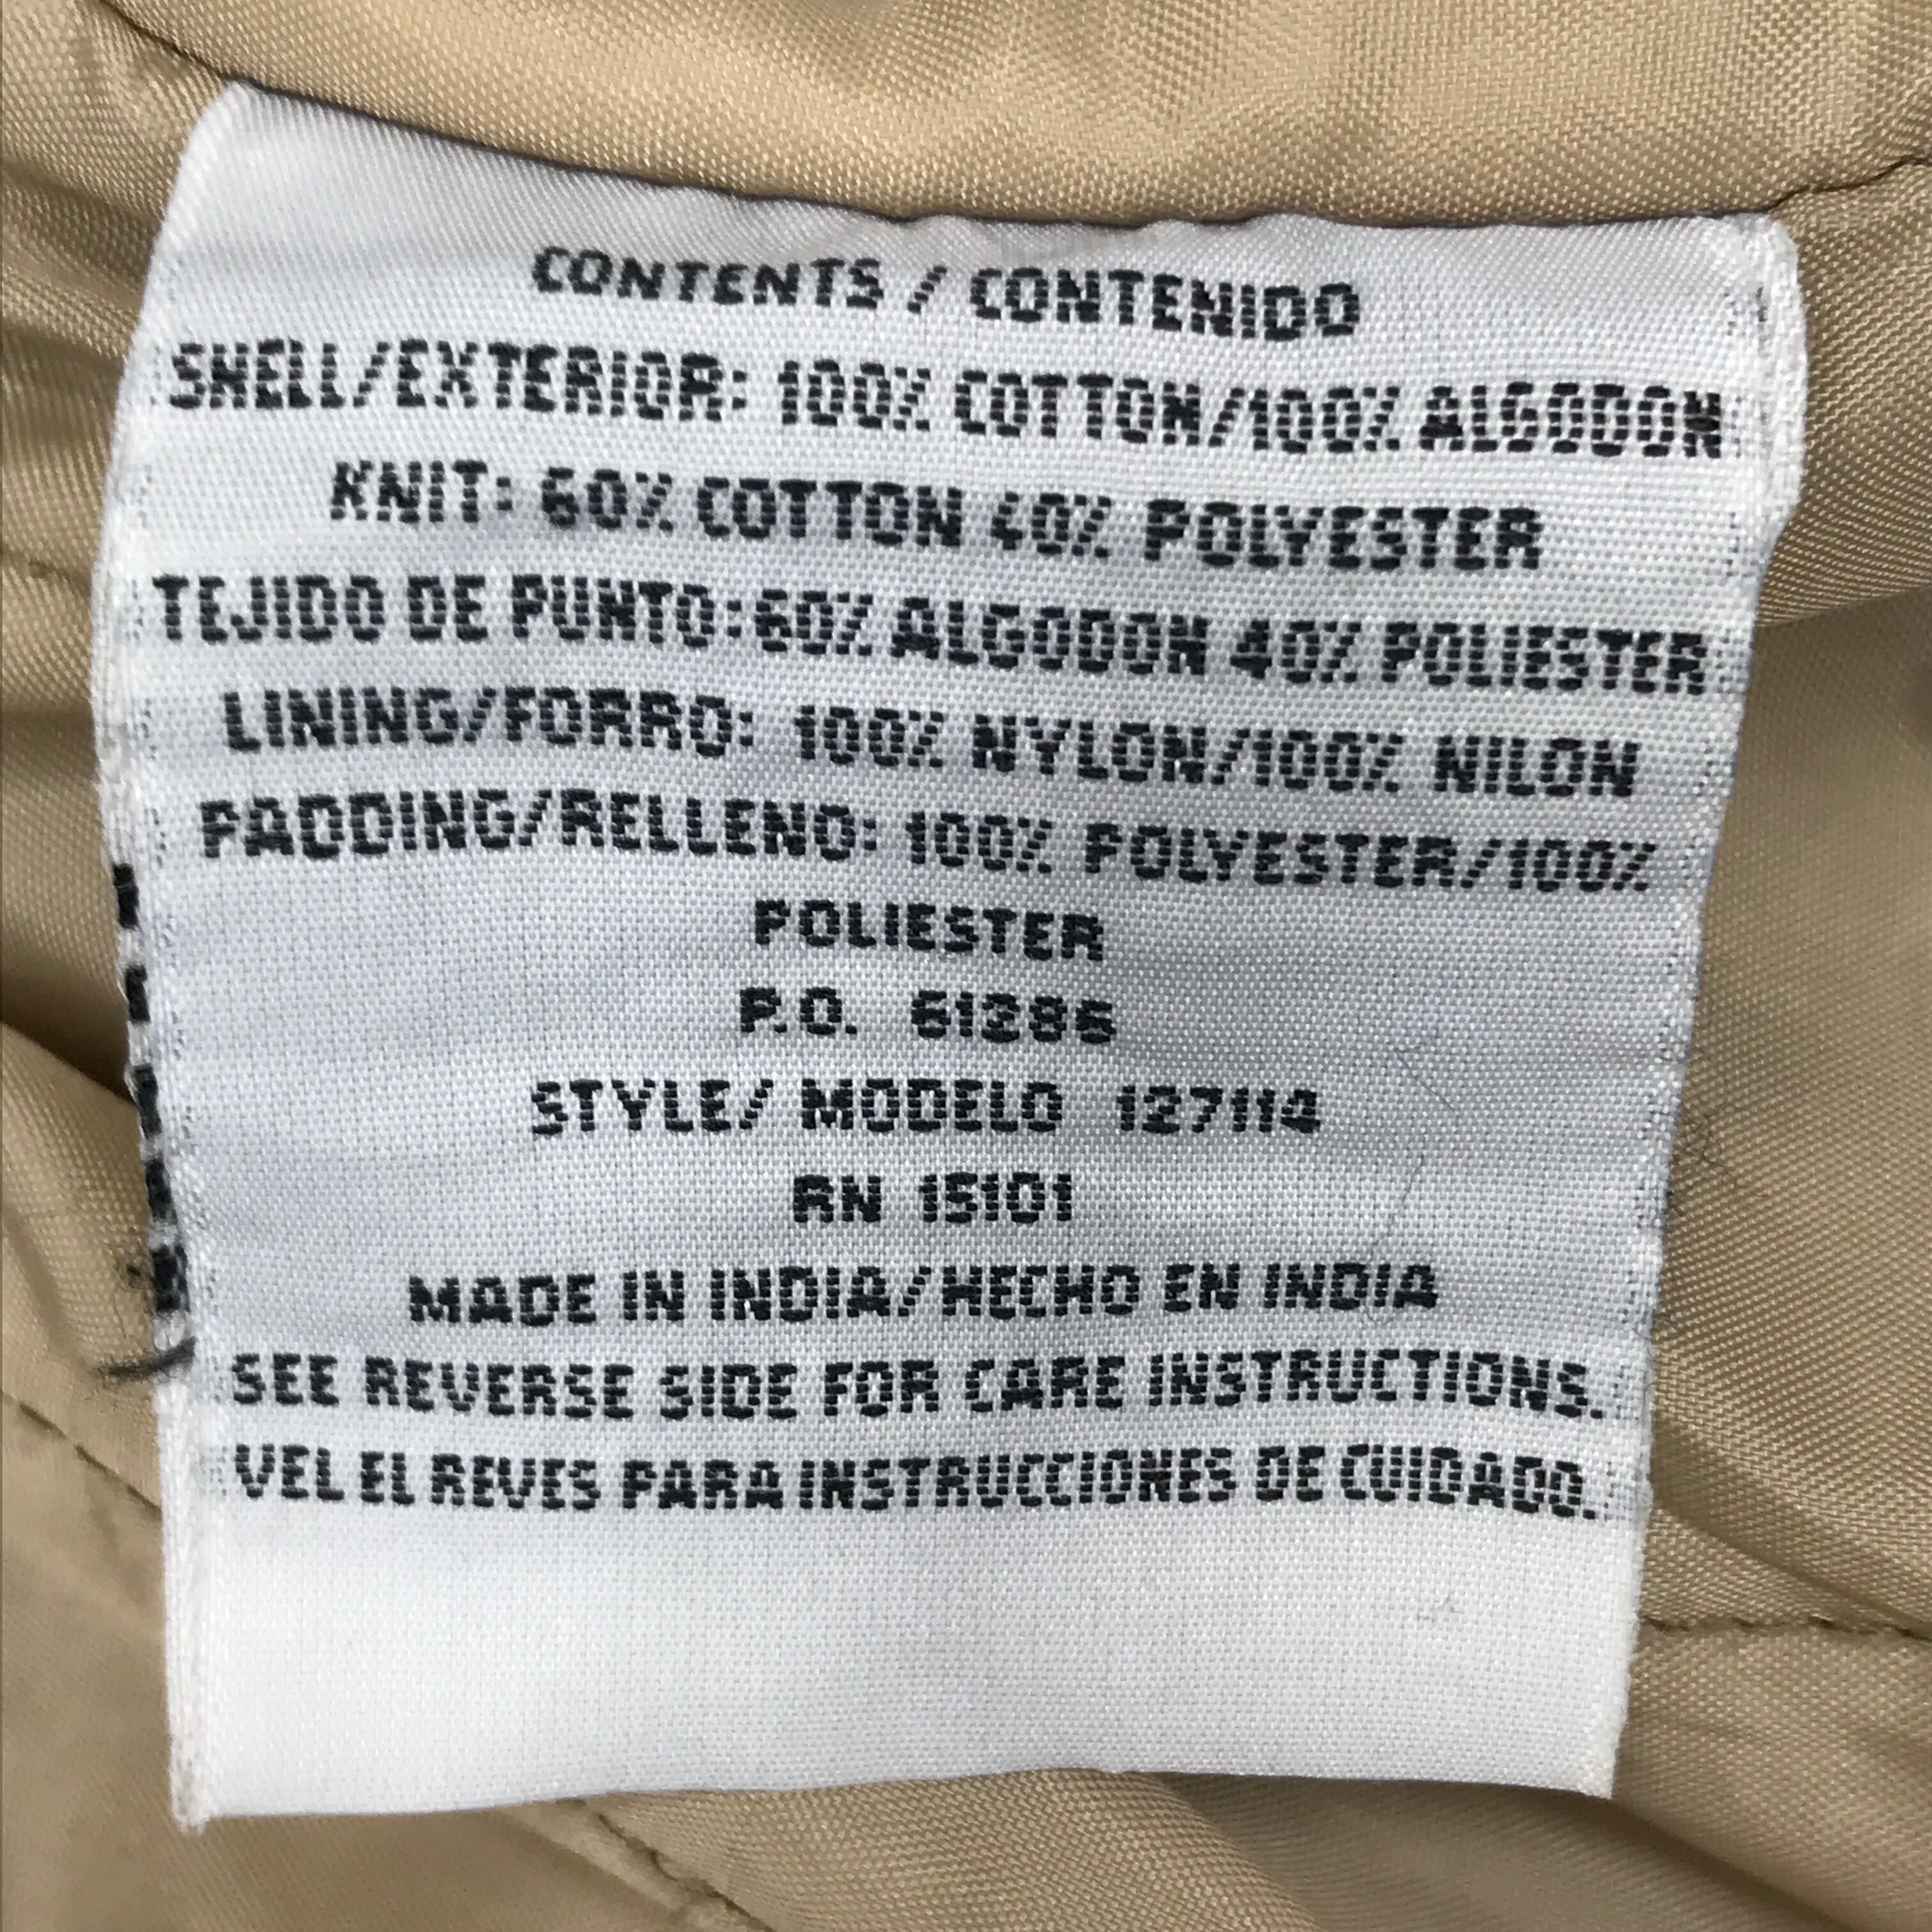 CONTENTS / CONTENIDO
SHELL/EXTERIOR: 100% COTTON/100% ALGODON
KNIT: 60% COTTON 40% POLYESTER
TEJIDO DE PUNTO:60% ALGODON 40% POLIESTER
LINING/FORRO: 100% NYLON/100% NILON
PADDING/RELLENO: 100% POLYESTER/100%
POLIESTER
P.O. 61285
STYLE/ MODELO 127114
RN 15101
MADE IN INDIA/HECHO EN INDIA
SEE REVERSE SIDE FOR CARE INSTRUCTIONS.
VEL EL REVES PARA INSTRUCCIONES DE CUIDADO.